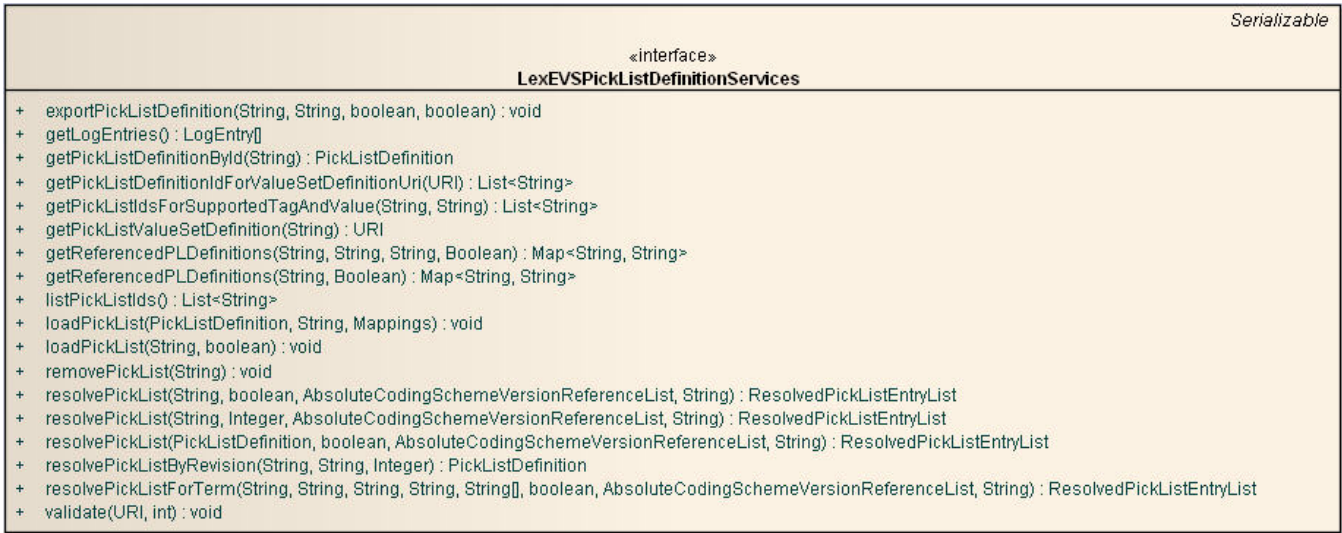 Serializable
«interface»
LexEVSPickListDefinitionServices
+ exportPickListDefinition(String, String, boolean, boolean) : void
+ getLogEntries() : LogEntry[]
+ getPickListDefinitionById(String) : PickListDefinition
+ getPickListDefinitionIdForValueSetDefinitionUri(URI) : List<String>
+ getPickListIdsForSupportedTagAndValue(String, String) : List<String>
+ getPickListValueSetDefinition(String) : URI
+ getReferencedPLDefinitions(String, String, String, Boolean) : Map<String, String>
+ getReferencedPLDefinitions(String, Boolean) : Map<String, String>
+ listPickListIds() : List<String>
+ loadPickList(PickListDefinition, String, Mappings) : void
+ loadPickList(String, boolean) : void
+ removePickList(String) : void
+ resolvePickList(String, boolean, AbsoluteCodingSchemeVersionReferenceList, String) : ResolvedPickListEntryList
+ resolvePickList(String, Integer, AbsoluteCodingSchemeVersionReferenceList, String) : ResolvedPickListEntryList
+ resolvePickList(PickListDefinition, boolean, AbsoluteCodingSchemeVersionReferenceList, String) : ResolvedPickListEntryList
+ resolvePickListByRevision(String, String, Integer) : PickListDefinition
+ resolvePickListForTerm(String, String, String, String, String[], boolean, AbsoluteCodingSchemeVersionReferenceList, String) : ResolvedPickListEntryList
+ validate(URI, int) : void